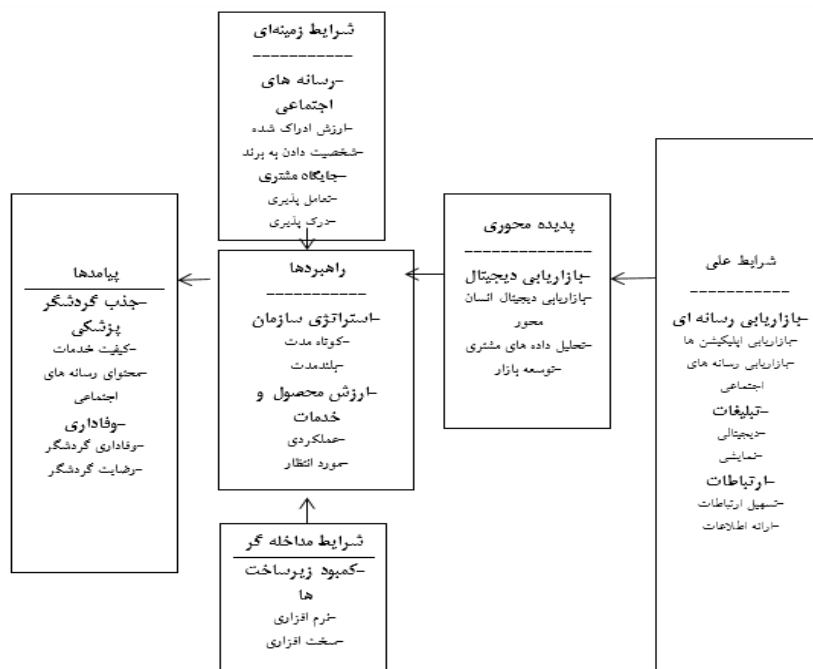 شرایط زمینه‌ای
-----------
-رسانه های
اجتماعی
-ارزش ادراک شده
-شخصیت دادن به برند
-جایگاه مشتری
-تعامل پذیری
-درک پذیری
شرایط علی
-----------
-بازاریابی رسانه ای
-بازاریابی اپلیکیشن ها
-بازاریابی رسانه های
اجتماعی
-تبلیغات
-دیجیتالی
-نمایشی
-ارتباطات
-تسهیل ارتباطات
-ارائه اطلاعات
پدیده محوری
--------------
-بازاریابی دیجیتال
-بازاریابی دیجیتال انسان
محور
-تحلیل داده های مشتری
-توسعه بازار
راهبردها
-----------
-استراتژی سازمان
-کوتاه مدت
-بلندمدت
-ارزش محصول و
خدمات
-عملکردی
-مورد انتظار
پیامدها
-جذب گردشگر
پزشکی
-کیفیت خدمات
-محتوای رسانه های
اجتماعی
-وفاداری
-وفاداری گردشگر
-رضایت گردشگر
شرایط مداخله گر
-کمبود زیرساخت
ها
-نرم افزاری
-سخت افزاری